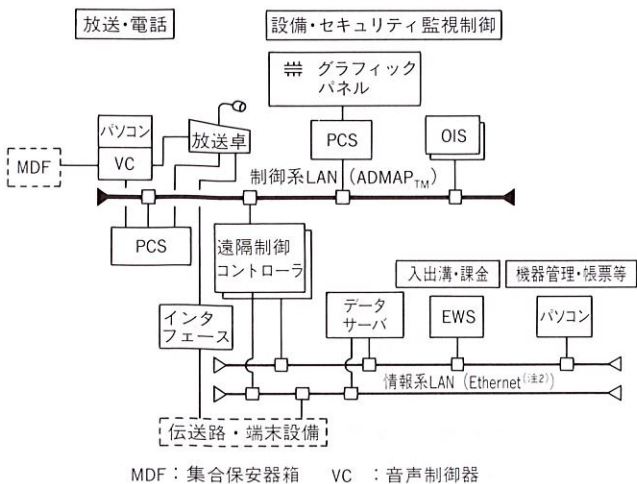 放送・電話
設備・セキュリティ監視制御
グラフィック
パネル
パソコン
放送卓
MDF
VC
PCS
OIS
制御系LAN（ADMAPTM）
PCS
遠隔制御
コントローラ
入出溝・課金
機器管理・帳票等
インタ
フェース
データ
サーバ
EWS
パソコン
情報系LAN（Ethernet(注2)）
伝送路・端末設備
MDF：集合保安器箱　VC　：音声制御器